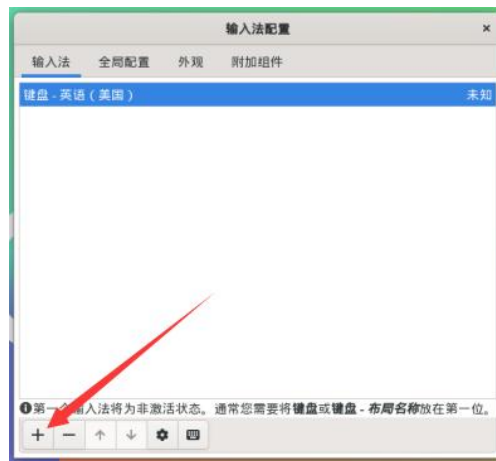 输入法配置 ×
输入法 全局配置 外观 附加组件
键盘 - 英语 ( 美国 ) 未知
第一个输入法将为非激活状态。通常您需要将键盘或键盘 - 布局名称放在第一位。